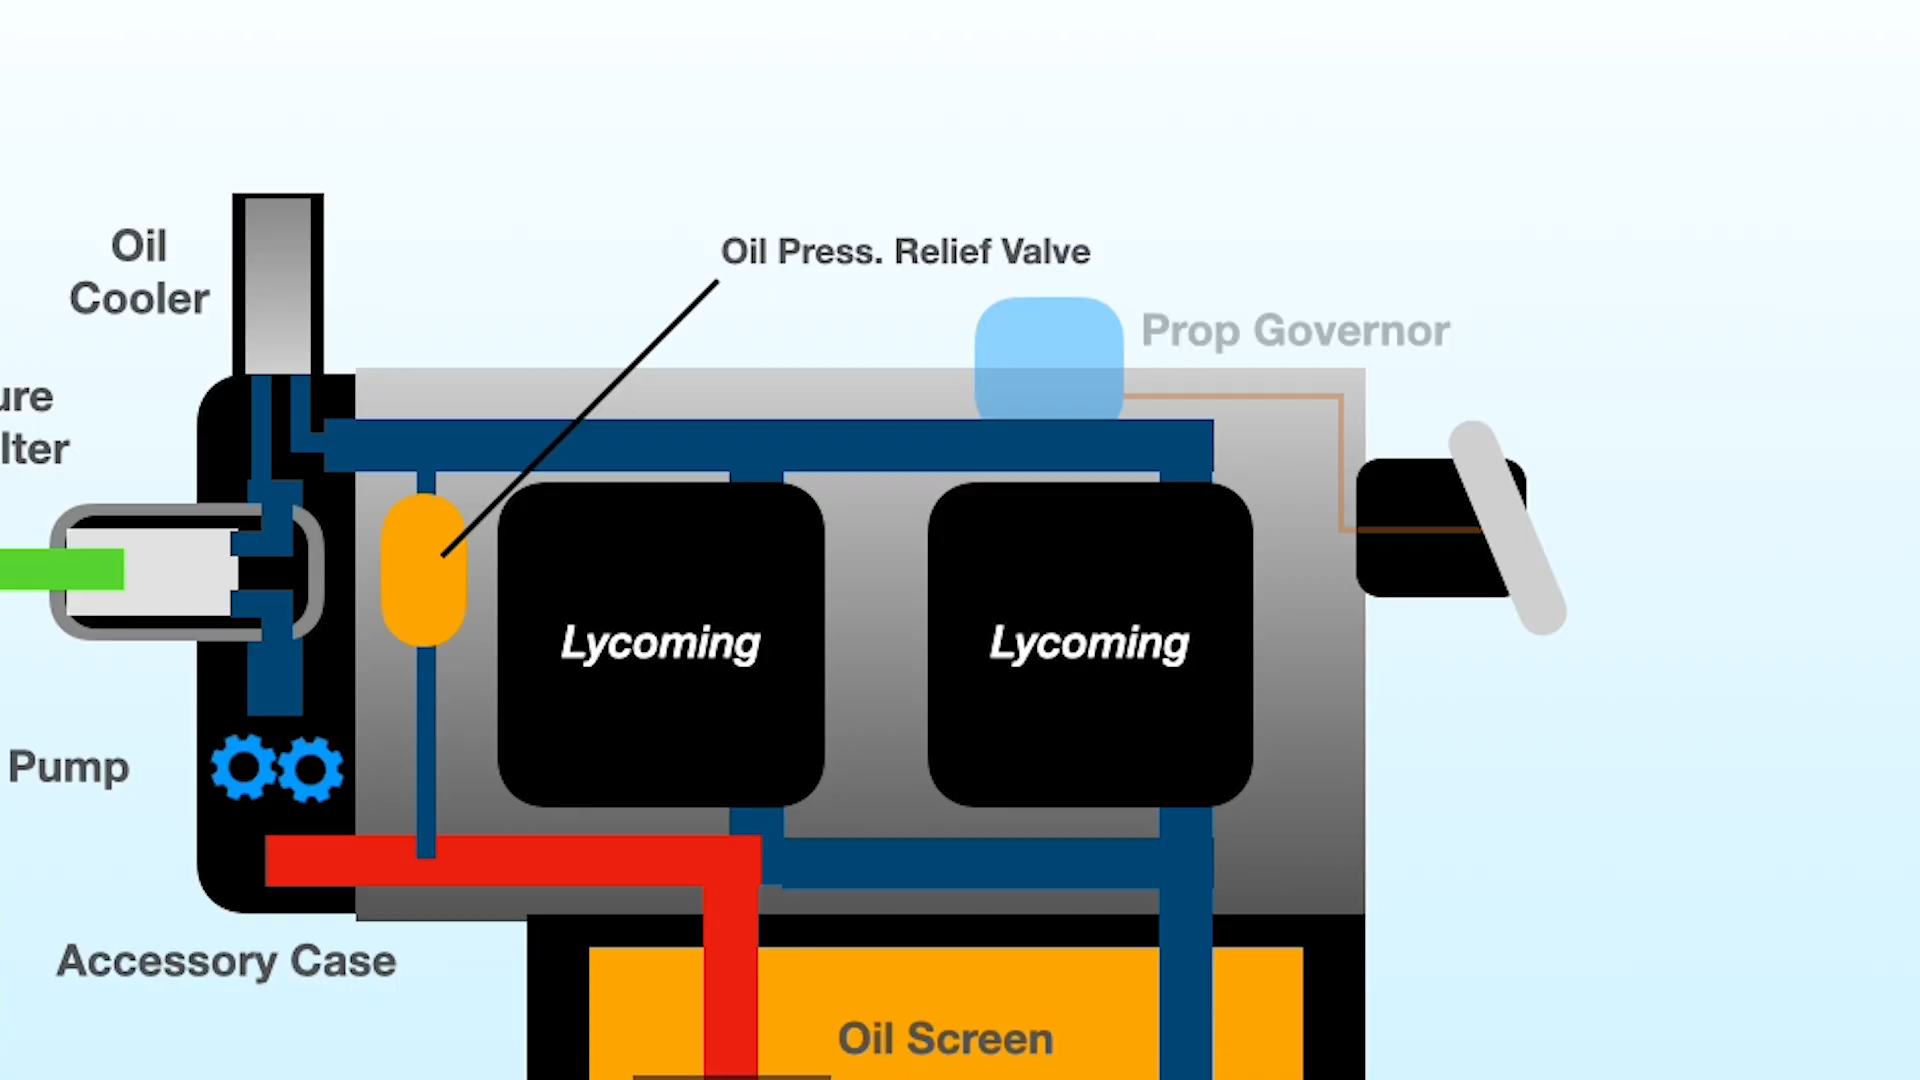 Oil Press. Relief Valve
Oil
Cooler
Prop Governor
ure
lter
Lycoming
Lycoming
Pump
Accessory Case
Oil Screen